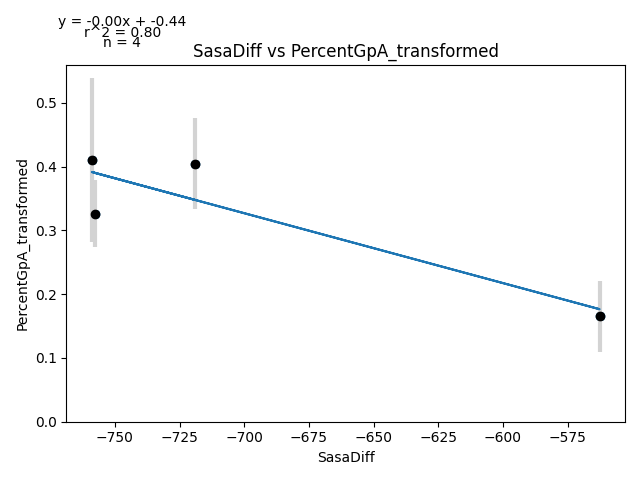 y = -0.00x + -0.44
r^2 = 0.80
n = 4
SasaDiff vs PercentGpA_transformed
PercentGpA_transformed
0.5
0.4
0.3
0.2
0.1
0.0
−750
−725
−700
−675
−650
−625
−600
−575
SasaDiff